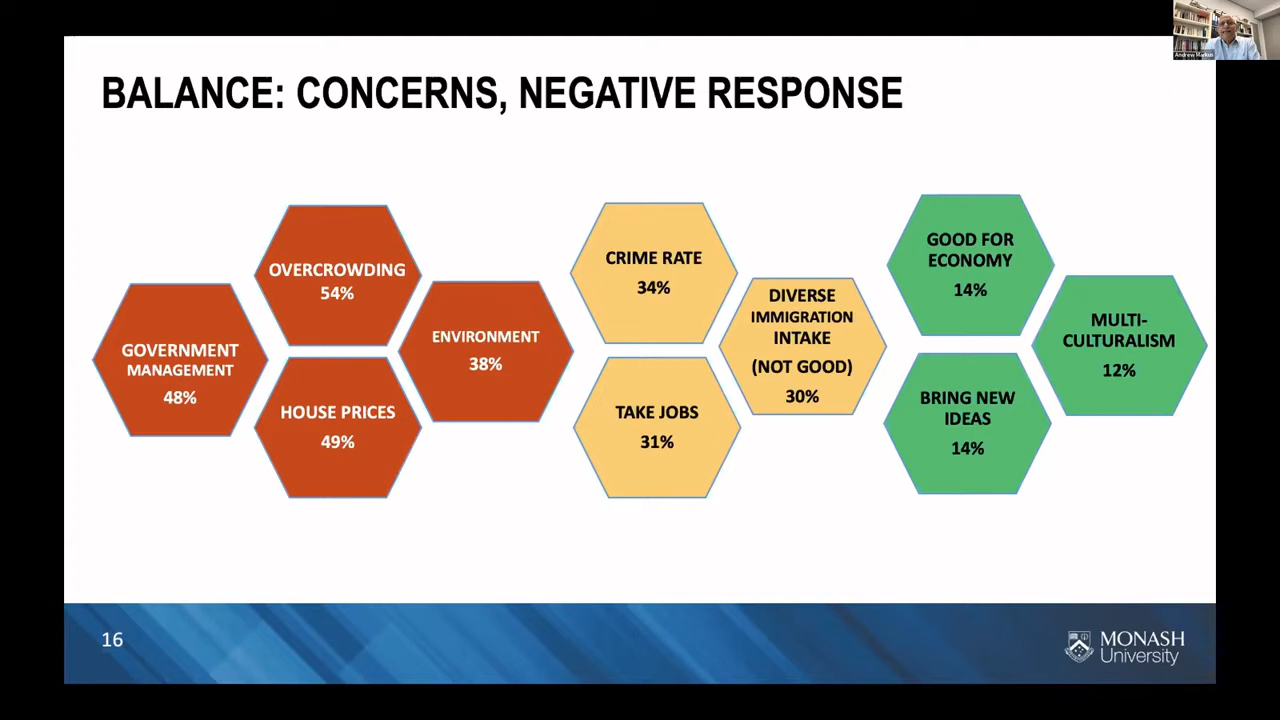 Andrew Markus
BALANCE: CONCERNS, NEGATIVE RESPONSE
GOVERNMENT
MANAGEMENT
48%
OVERCROWDING
54%
HOUSE PRICES
49%
ENVIRONMENT
38%
CRIME RATE
34%
TAKE JOBS
31%
DIVERSE
IMMIGRATION
INTAKE
(NOT GOOD)
30%
GOOD FOR
ECONOMY
14%
BRING NEW
IDEAS
14%
MULTI-
CULTURALISM
12%
16
MONASH
University